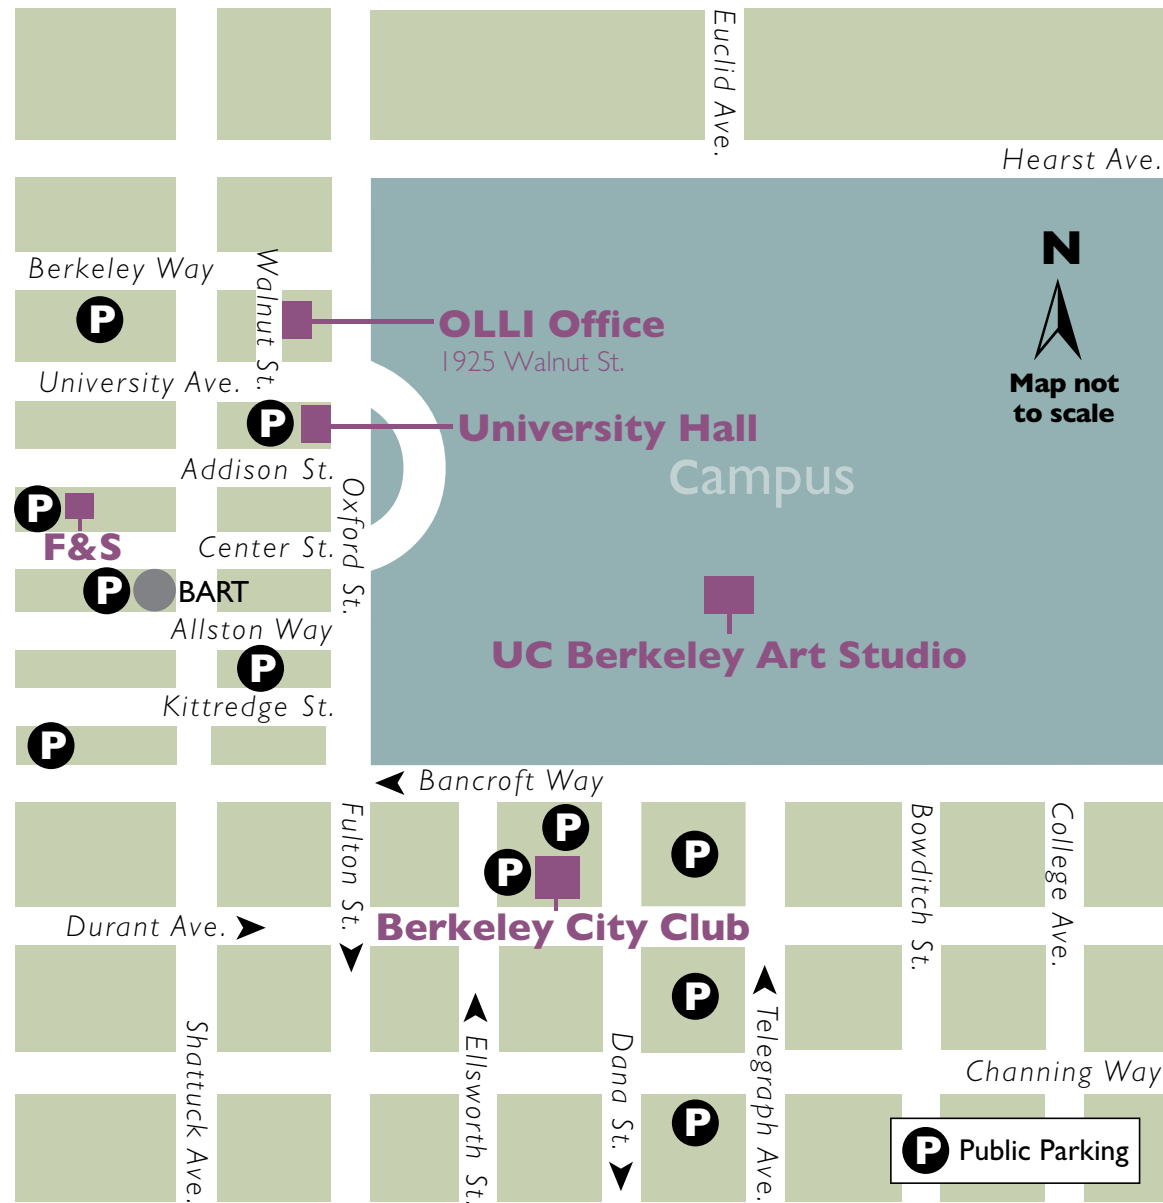 Euclid Ave.
Hearst Ave.
N
Map not
to scale
Berkeley Way
Walnut St.
P
OLLI Office
1925 Walnut St.
University Ave.
P
University Hall
Campus
Addison St.
Oxford St.
P
F&S
Center St.
P
BART
UC Berkeley Art Studio
Allston Way
P
Kittredge St.
P
Bancroft Way
Fulton St.
P
P
P
Bowditch St.
College Ave.
Durant Ave.
Berkeley City Club
P
Shattuck Ave.
Ellsworth St.
Dana St.
Telegraph Ave.
Channing Way
P
P Public Parking